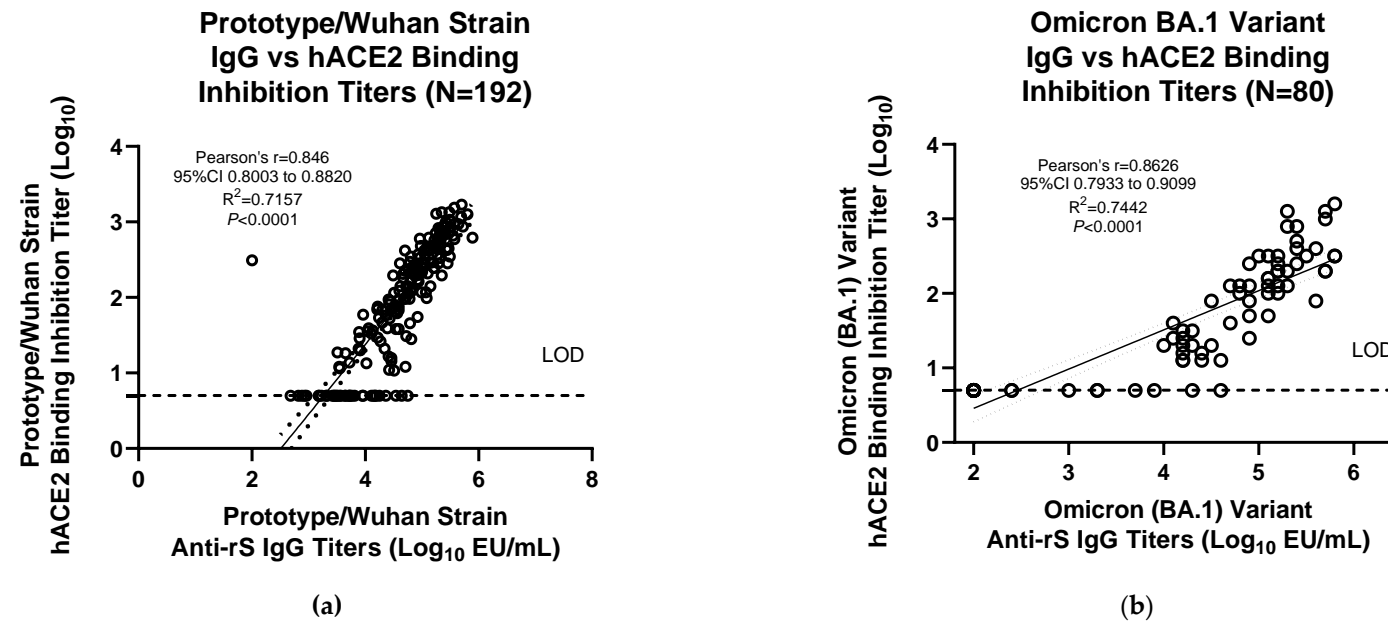 Prototype/Wuhan Strain
IgG vs hACE2 Binding
Inhibition Titers (N=192)
Prototype/Wuhan Strain
hACE2 Binding Inhibition Titer (Log10)
4
3
2
1
0
Pearson's r=0.846
95%CI 0.8003 to 0.8820
R2=0.7157
P<0.0001
LOD
0
2
4
6
8
Prototype/Wuhan Strain
Anti-rS IgG Titers (Log10 EU/mL)
(a)
Omicron BA.1 Variant
IgG vs hACE2 Binding
Inhibition Titers (N=80)
Omicron (BA.1) Variant
hACE2 Binding Inhibition Titer (Log10)
4
3
2
1
0
Pearson's r=0.8626
95%CI 0.7933 to 0.9099
R2=0.7442
P<0.0001
LOD
2
3
4
5
6
Omicron (BA.1) Variant
Anti-rS IgG Titers (Log10 EU/mL)
(b)